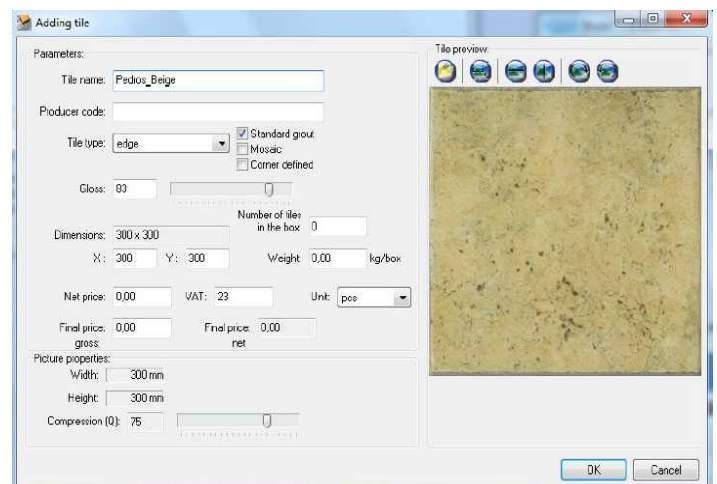 Adding tile
Parameters:
Tile name: Pedios_Beige
Producer code:
Tile type: edge
Standard grout
Mosaic
Corner defined
Gloss: 83
Number of tiles
in the box 0
Dimensions: 300 x 300
X: 300 Y: 300 Weight 0,00 kg/box
Net price: 0,00 VAT: 23 Unit: pcs
Final price: 0,00 Final price: 0,00
gross: net
Picture properties:
Width: 300 mm
Height: 300 mm
Compression (Q): 75
Tile preview:
OK Cancel